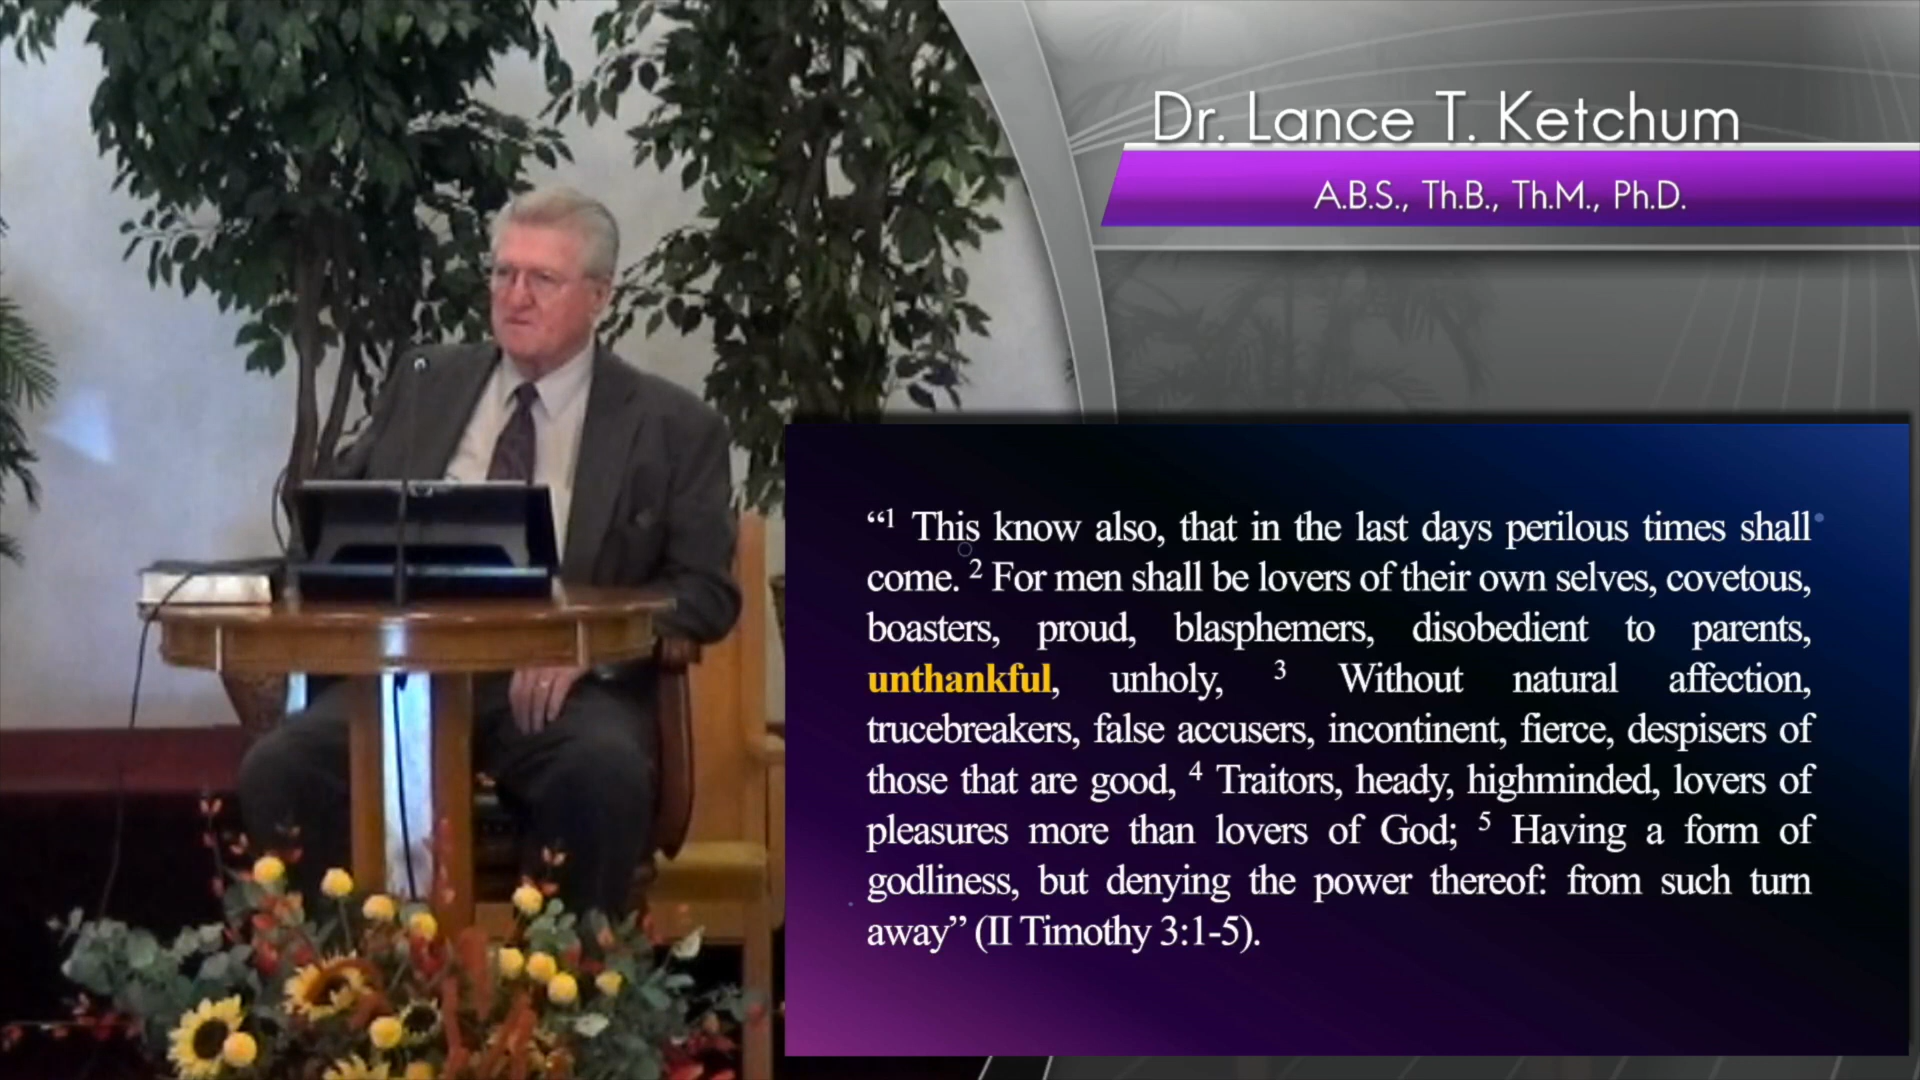 Dr. Lance T. Ketchum
A.B.S., Th.B., Th.M., Ph.D.
“1 This know also, that in the last days perilous times shall
come. 2 For men shall be lovers of their own selves, covetous,
boasters, proud, blasphemers, disobedient to parents,
unthankful, unholy, 3 Without natural affection,
trucebreakers, false accusers, incontinent, fierce, despisers of
those that are good, 4 Traitors, heady, highminded, lovers of
pleasures more than lovers of God; 5 Having a form of
godliness, but denying the power thereof: from such turn
away” (II Timothy 3:1-5).